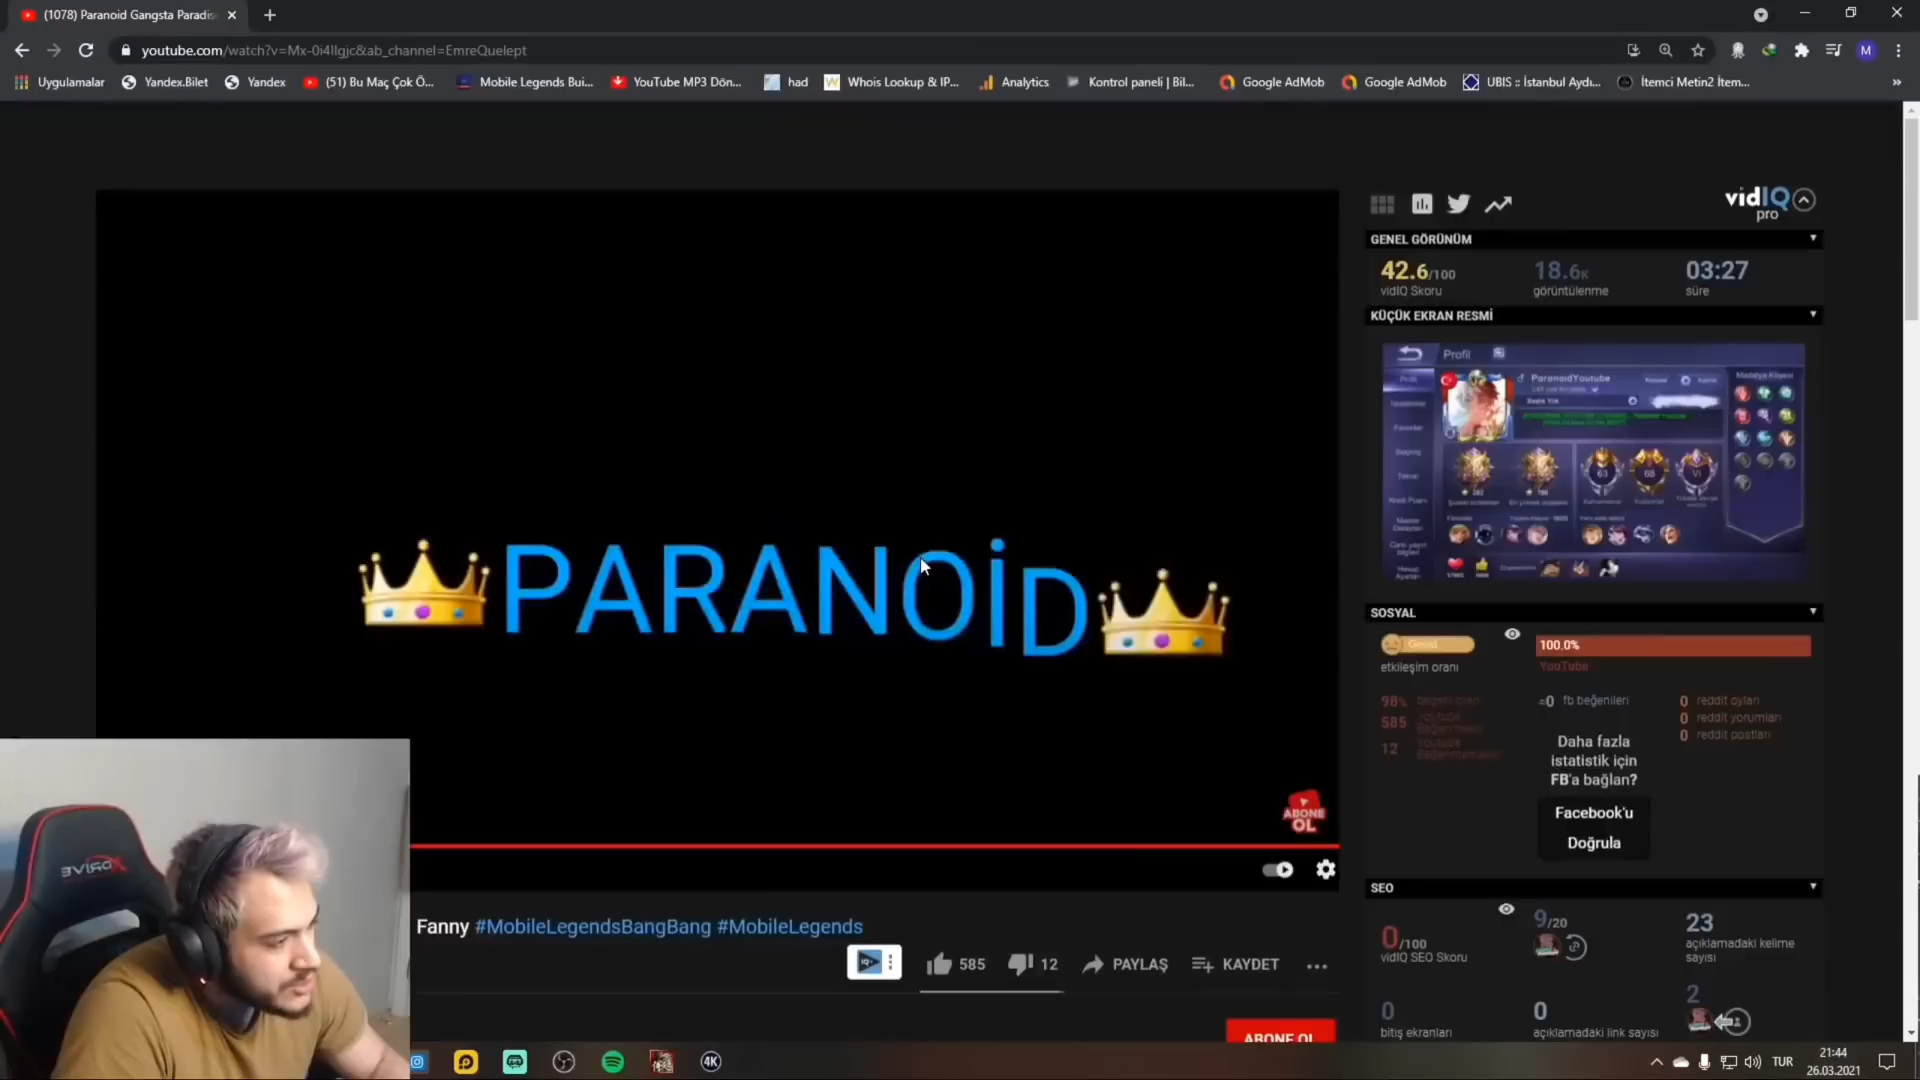 (1078) Paranoid Gangsta Paradis
youtube.com/watch?v=Mx-0i4lIgjc&ab_channel=EmreQuelept
Uygulamalar Yandex.Bilet Yandex (51) Bu Maç Çok Ö... Mobile Legends Bui... YouTube MP3 Dön... had Whois Lookup & IP... Analytics Kontrol paneli | Bil... Google AdMob Google AdMob UBIS :: İstanbul Aydı... İtemci Metin2 İtem...
vidIQ
pro
GENEL GÖRÜNÜM
42.6/100 18.6K 03:27
vidIQ Skoru görüntülenme süre
KÜÇÜK EKRAN RESMİ
Profil
ParanoidYoutube
PARANOİD
SOSYAL
100.0%
etkileşim oranı YouTube
98%
585
12
0 fb beğenileri
0 reddit oyları
0 reddit yorumları
0 reddit postları
Daha fazla
istatistik için
FB'a bağlan?
Facebook'u
Doğrula
ABONE
OL
XDRIVE
SEO
0/100
vidIQ SEO Skoru
9/20
23
açıklamadaki kelime
sayısı
0
bitiş ekranları
0
açıklamadaki link sayısı
2
Fanny #MobileLegendsBangBang #MobileLegends
585 12 PAYLAŞ KAYDET
ABONE OL
4K
TUR
21:44
26.03.2021